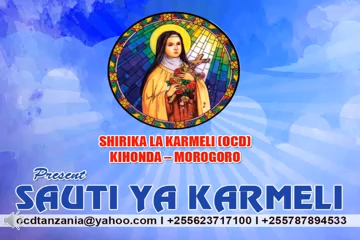 SHIRIKA LA KARMELI (OCD)
KIHONDA – MOROGORO
Present
SAUTI YA KARMELI
ocdtanzania@yahoo.com I +255623717100 I +255787894533